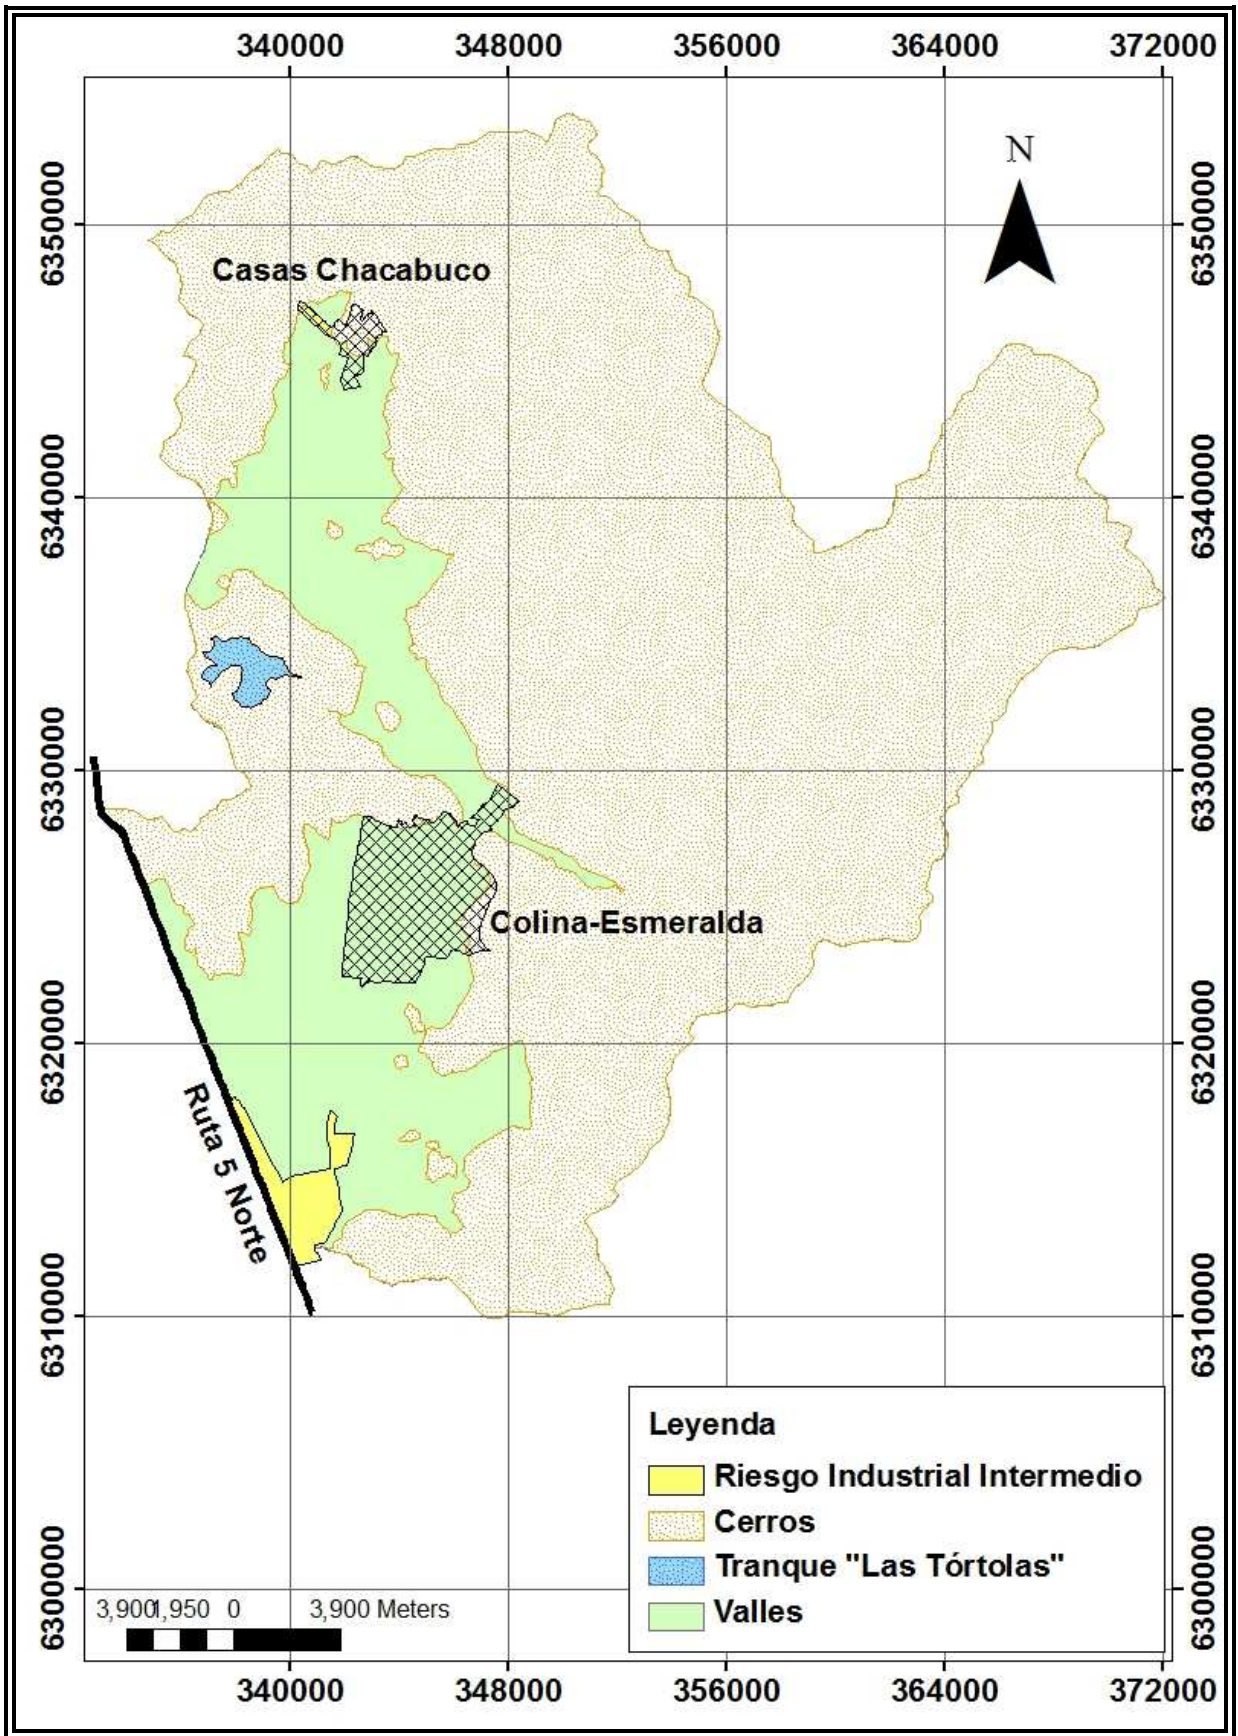 340000 348000 356000 364000 372000
N
6350000 6350000
Casas Chacabuco
6340000 6340000
6330000 6330000
Colina-Esmeralda
6320000 6320000
Ruta 5 Norte
6310000 6310000
Leyenda
Riesgo Industrial Intermedio
Cerros
Tranque "Las Tórtolas"
Valles
6300000 6300000
3,900 1,950 0 3,900 Meters
340000 348000 356000 364000 372000